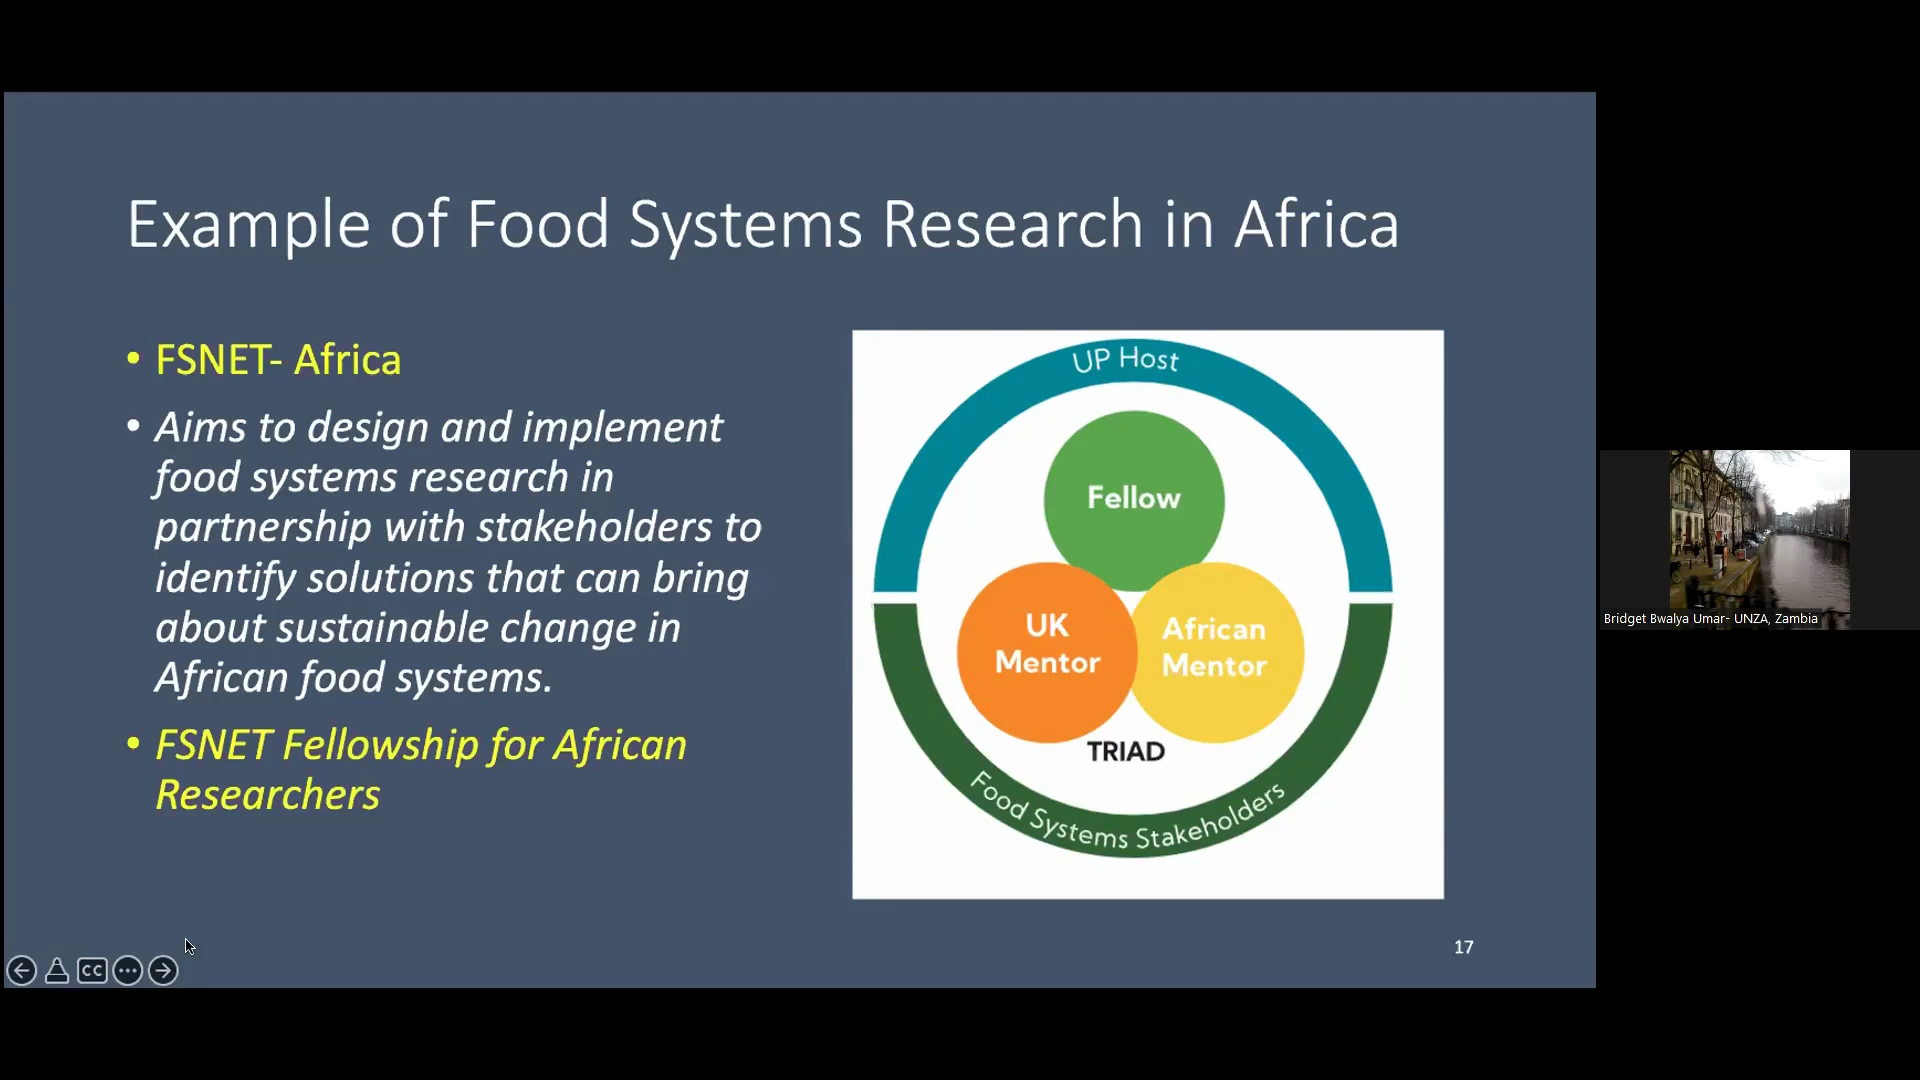 Example of Food Systems Research in Africa
• FSNET- Africa
• Aims to design and implement
food systems research in
partnership with stakeholders to
identify solutions that can bring
about sustainable change in
African food systems.
• FSNET Fellowship for African
Researchers
UP Host
Fellow
UK
Mentor
African
Mentor
TRIAD
Food Systems Stakeholders
17
CC
Bridget Bwalya Umar- UNZA, Zambia